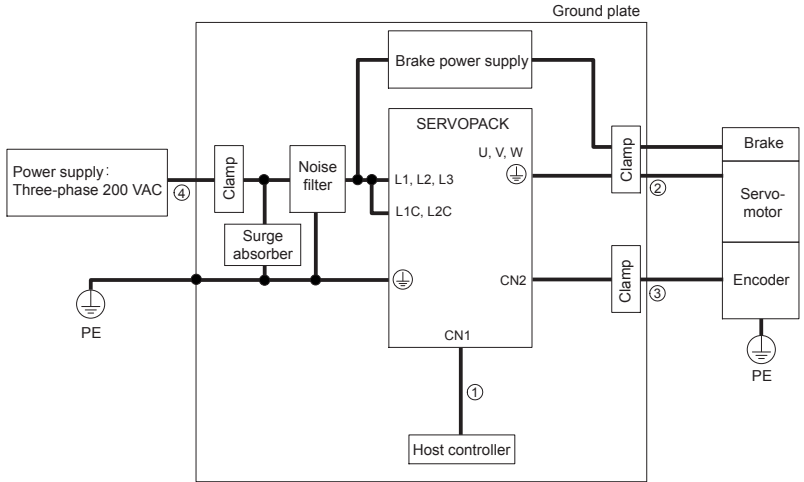 Ground plate
Brake power supply
SERVOPACK
U, V, W
Clamp
Brake
Power supply:
Three-phase 200 VAC
④
Clamp
Noise
filter
L1, L2, L3
L1C, L2C
②
Servo-
motor
Surge
absorber
CN2
Clamp
③
Encoder
PE
CN1
PE
①
Host controller